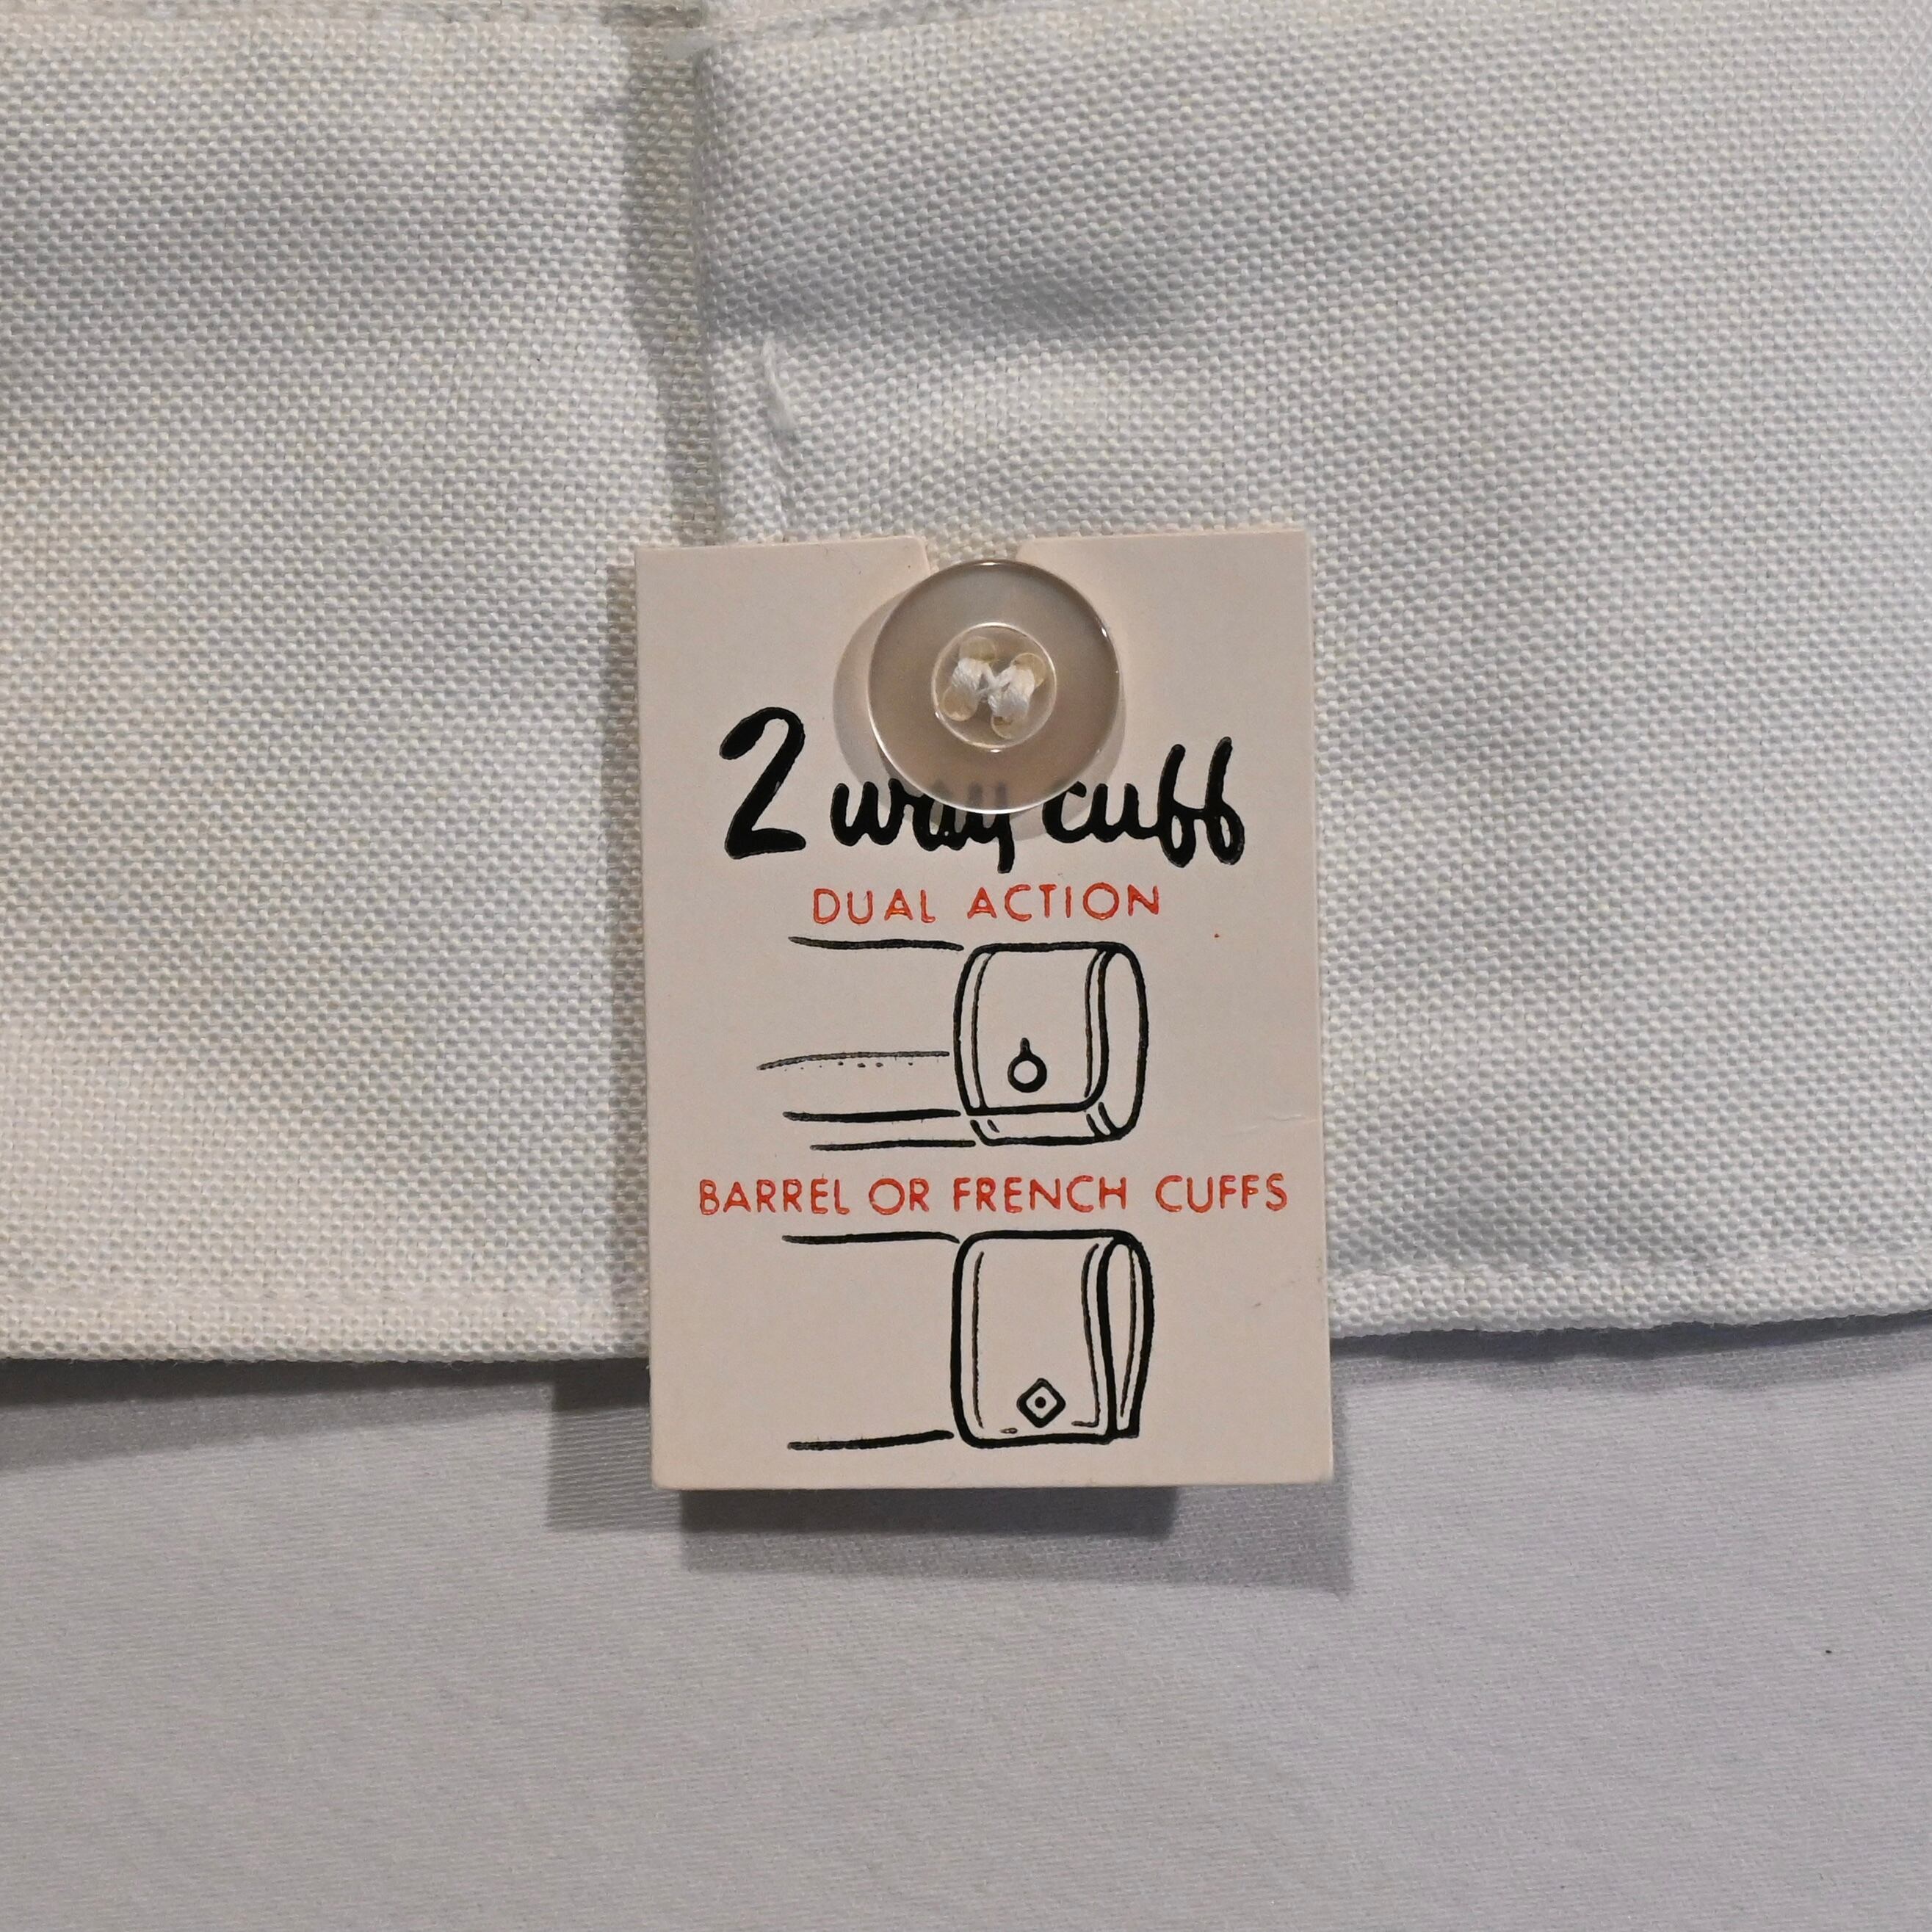 2 way cuff
DUAL ACTION
BARREL OR FRENCH CUFFS